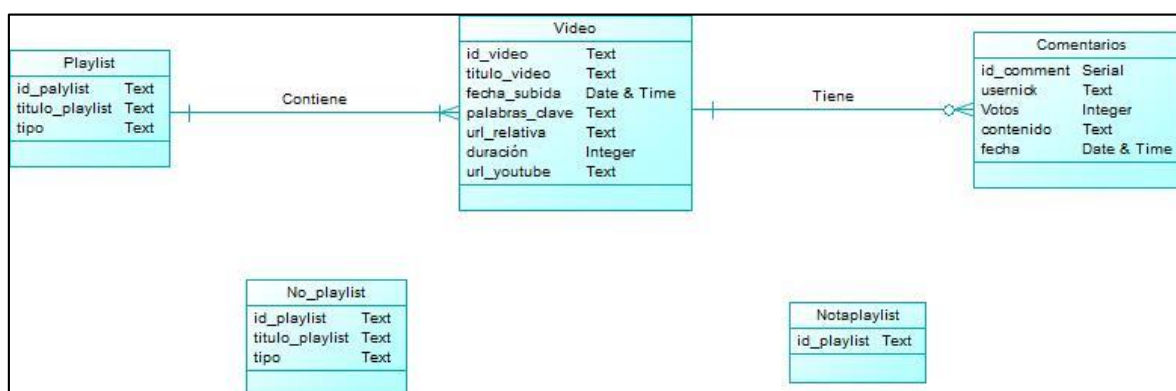 Playlist
id_palylist Text
titulo_playlist Text
tipo Text
Contiene
Video
id_video Text
titulo_video Text
fecha_subida Date & Time
palabras_clave Text
url_relativa Text
duración Integer
url_youtube Text
Tiene
Comentarios
id_comment Serial
usernick Text
Votos Integer
contenido Text
fecha Date & Time
No_playlist
id_playlist Text
titulo_playlist Text
tipo Text
Notaplaylist
id_playlist Text